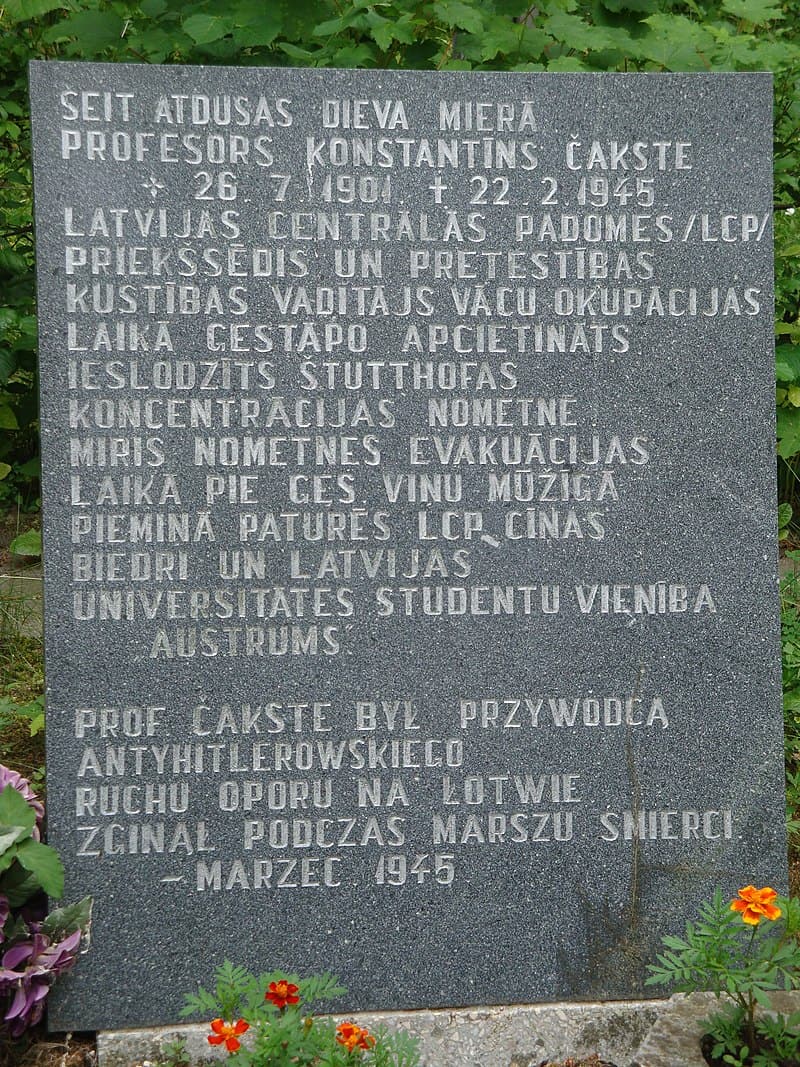 SEIT ATDUSAS DIEVA MIERĀ
PROFESORS KONSTANTĪNS ČAKSTE
✧ 26. 7. 1901. † 22. 2. 1945
LATVIJAS CENTRĀLĀS PADOMES /LCP/
PRIEKŠSĒDIS UN PRETESTĪBAS
KUSTĪBAS VADĪTĀJS VĀCU OKUPĀCIJAS
LAIKĀ GESTĀPO APCIETINĀTS
IESLODZĪTS ŠTUTTHOFAS
KONCENTRĀCIJAS NOMETNĒ
MIRIS NOMETNES EVAKUĀCIJAS
LAIKĀ PIE GES. VIŅU MŪŽĪGĀ
PIEMIŅĀ PATURĒS LCP CĪŅAS
BIEDRI UN LATVIJAS
UNIVERSITĀTES STUDENTU VIENĪBA
AUSTRUMS
PROF ČAKSTE BYŁ PRZYWÓDCĄ
ANTYHITLEROWSKIEGO
RUCHU OPORU NA ŁOTWIE
ZGINĄŁ PODCZAS MARSZU ŚMIERCI
– MARZEC 1945